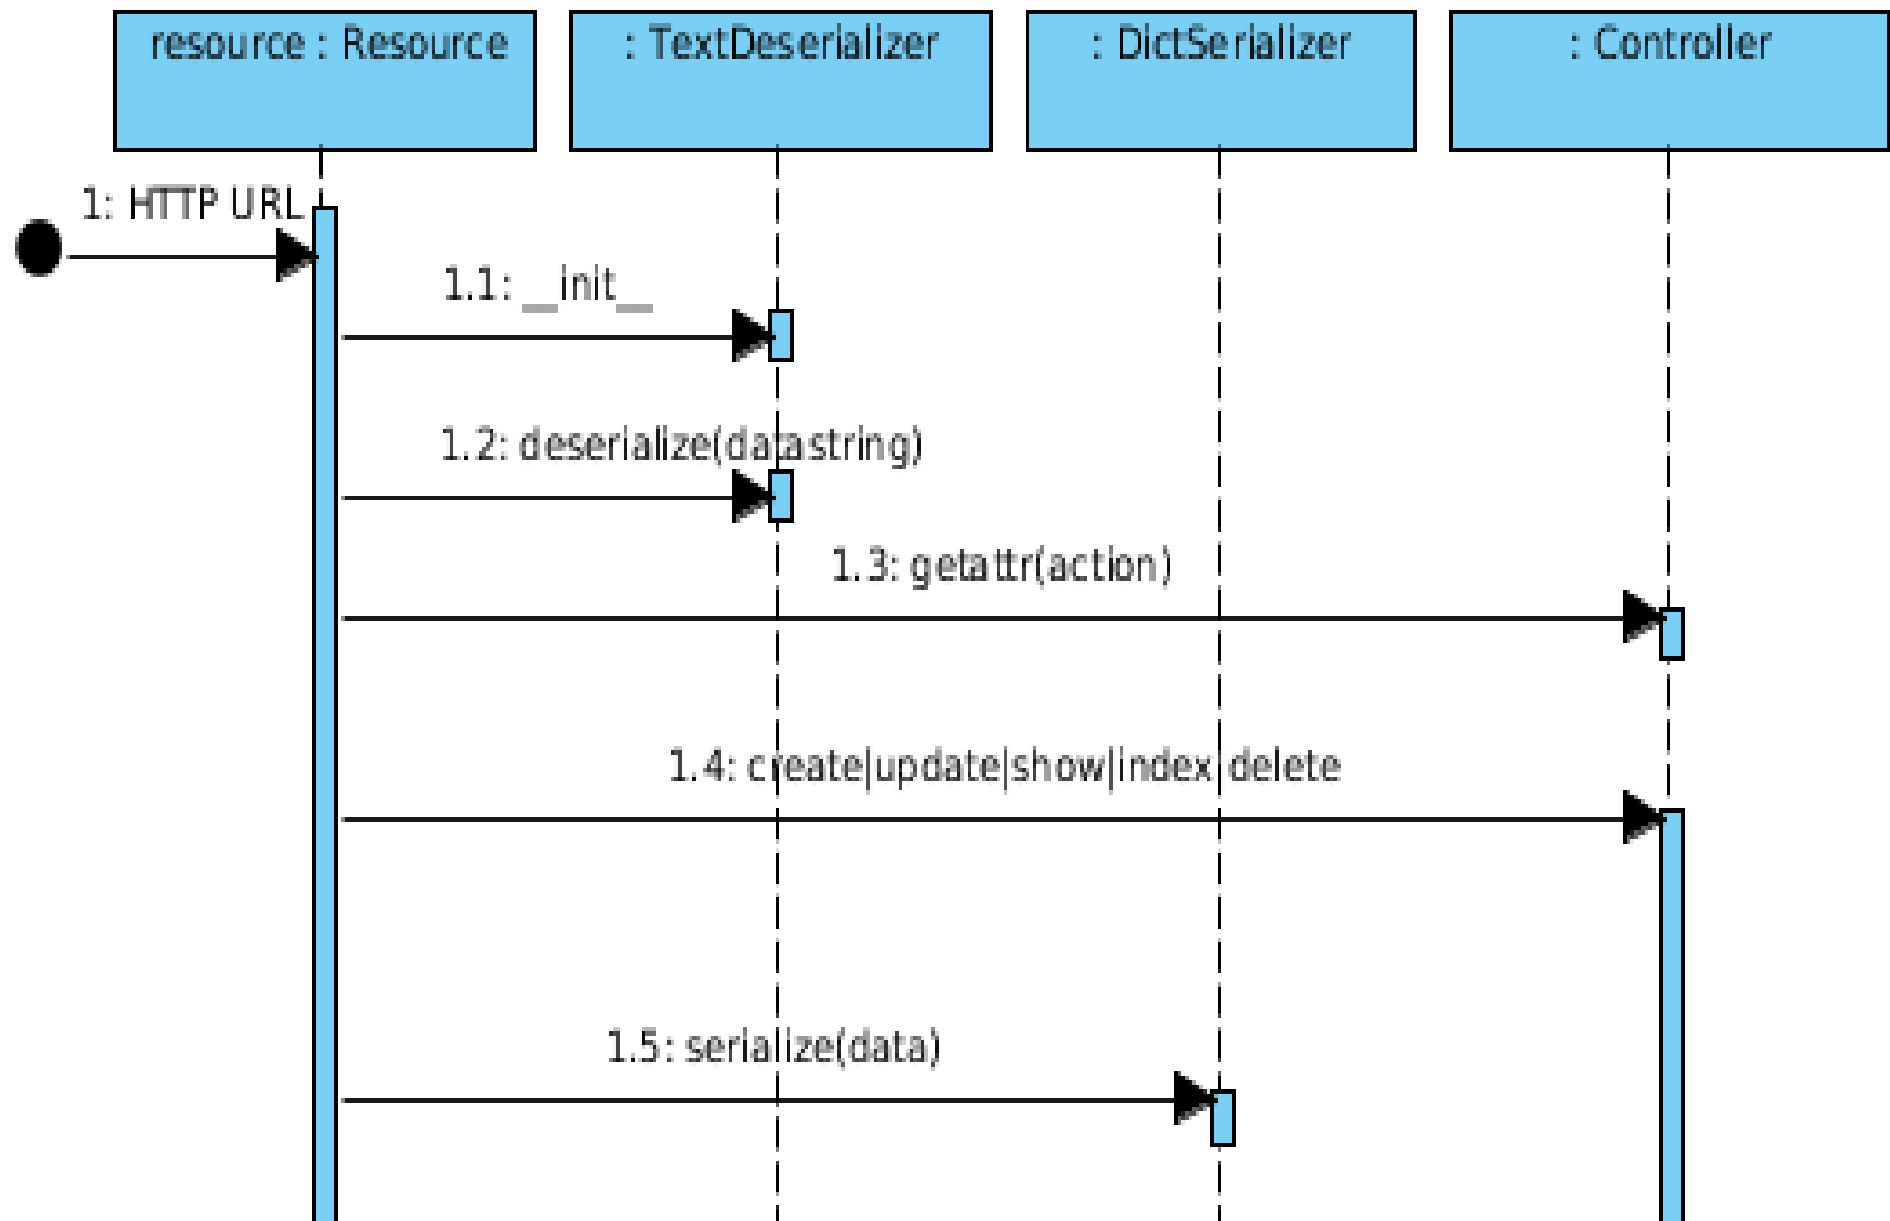 resource : Resource
: TextDeserializer
: DictSerializer
: Controller
1: HTTP URL
1.1: __init__
1.2: deserialize(datastring)
1.3: getattr(action)
1.4: create|update|show|index|delete
1.5: serialize(data)